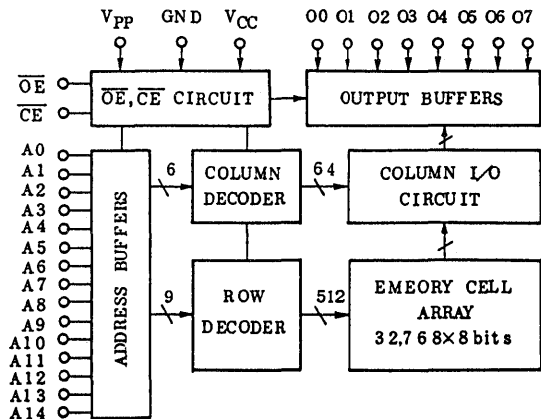 VPP GND VCC O0 O1 O2 O3 O4 O5 O6 O7
OE
CE
OE, CE CIRCUIT
OUTPUT BUFFERS
A0
A1
A2
A3
A4
A5
A6
A7
A8
A9
A10
A11
A12
A13
A14
ADDRESS BUFFERS
6
COLUMN
DECODER
64
COLUMN I/O
CIRCUIT
9
ROW
DECODER
512
EMEORY CELL
ARRAY
32,768×8bits